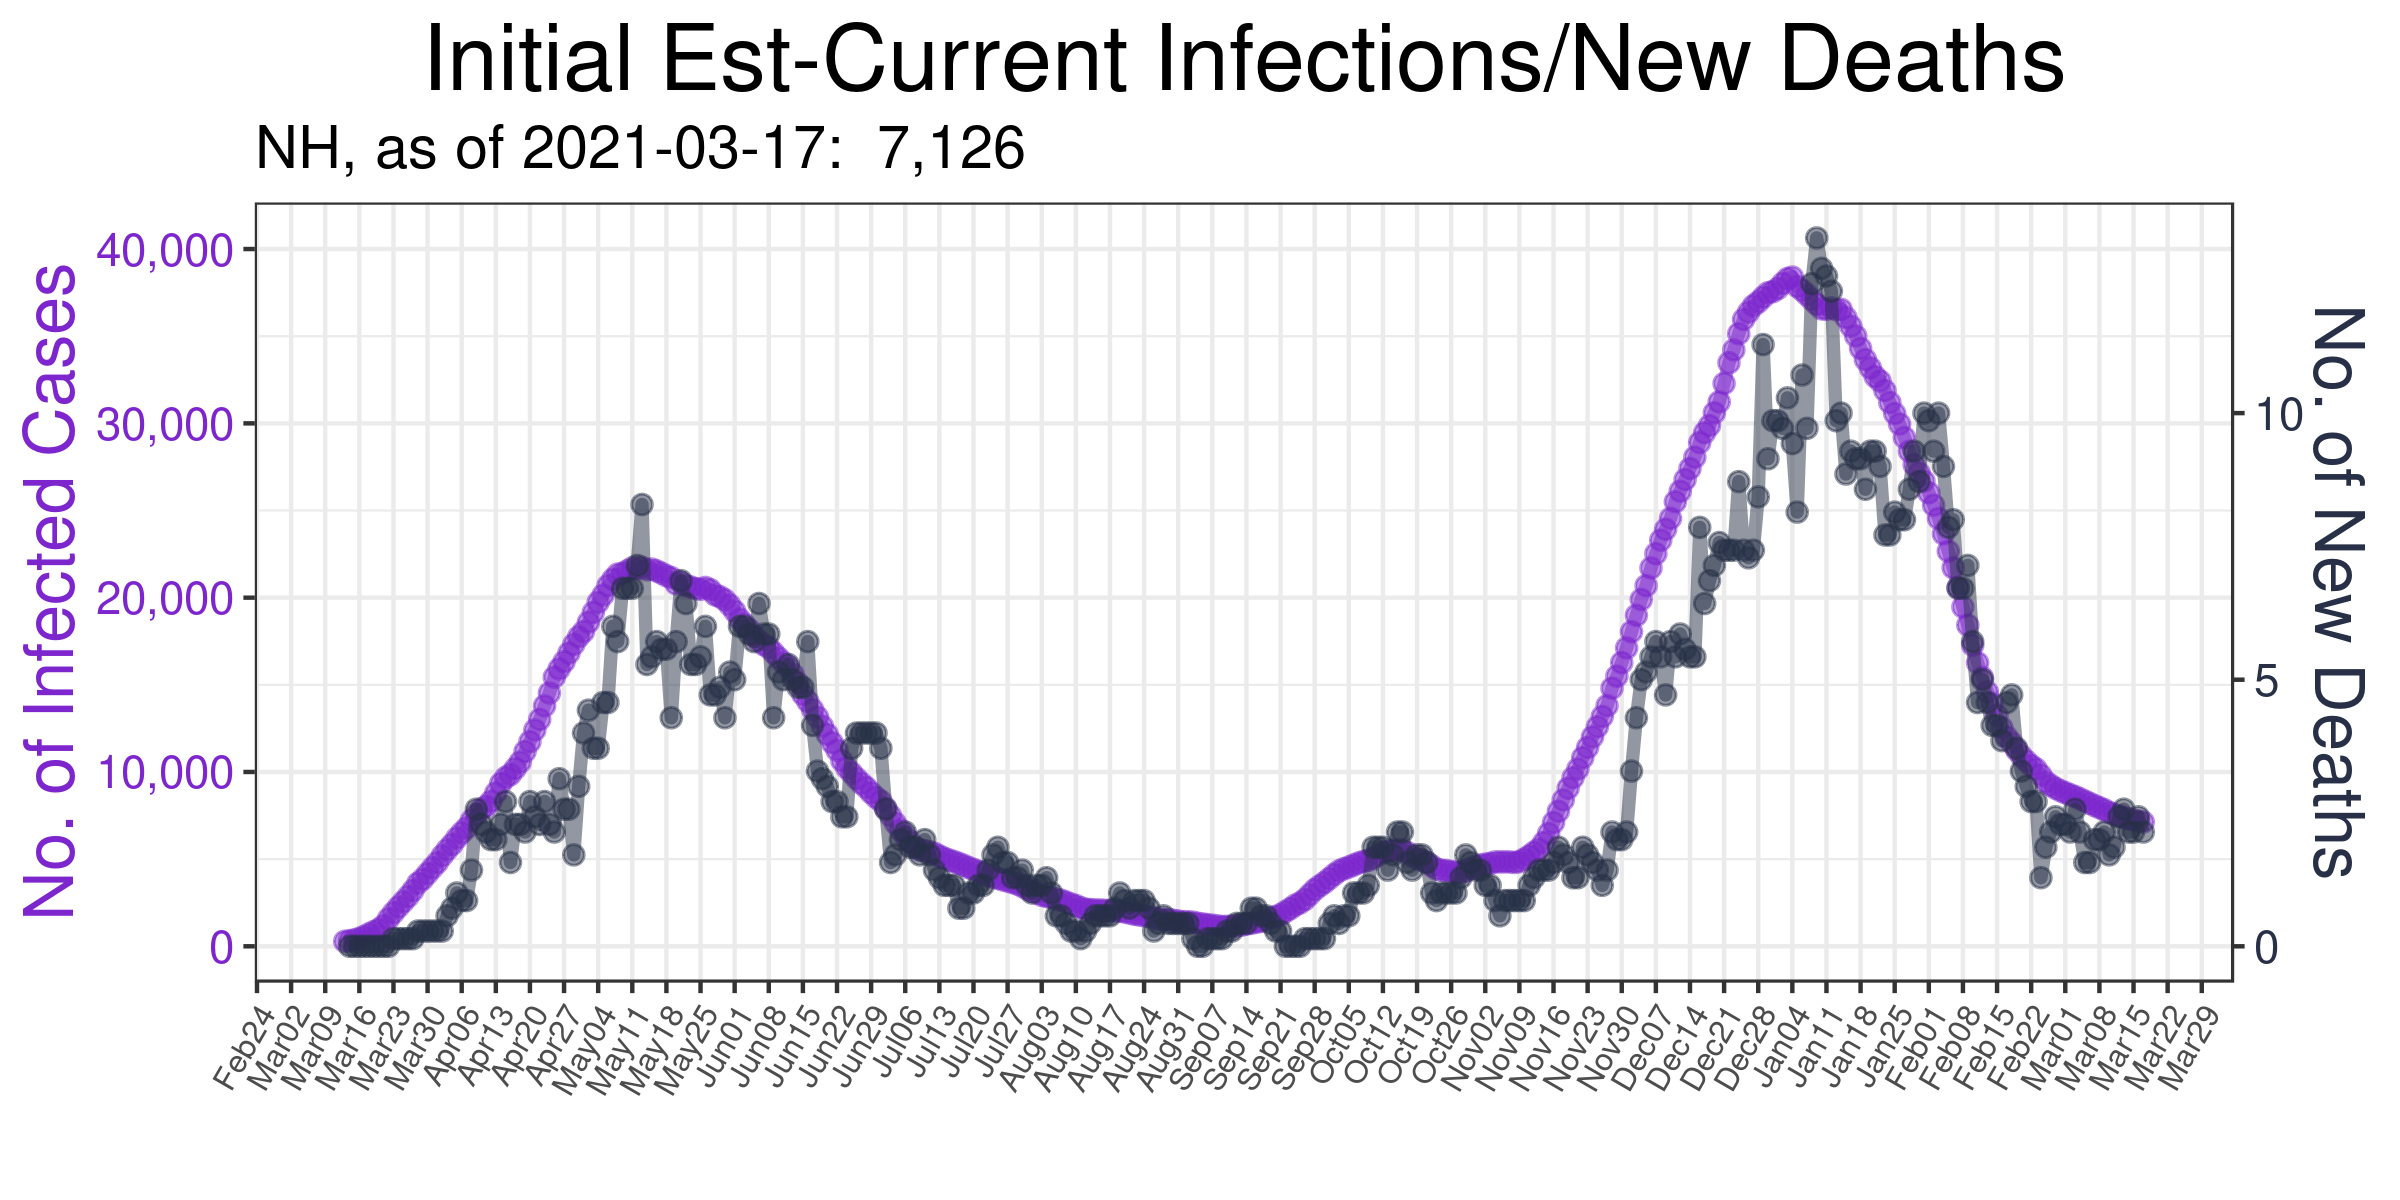 Initial Est-Current Infections/New Deaths
NH, as of 2021-03-17:  7,126
No. of Infected Cases
40,000
30,000
20,000
10,000
0
10
5
0
No. of New Deaths
Feb24
Mar02
Mar09
Mar16
Mar23
Mar30
Apr06
Apr13
Apr20
Apr27
May04
May11
May18
May25
Jun01
Jun08
Jun15
Jun22
Jun29
Jul06
Jul13
Jul20
Jul27
Aug03
Aug10
Aug17
Aug24
Aug31
Sep07
Sep14
Sep21
Sep28
Oct05
Oct12
Oct19
Oct26
Nov02
Nov09
Nov16
Nov23
Nov30
Dec07
Dec14
Dec21
Dec28
Jan04
Jan11
Jan18
Jan25
Feb01
Feb08
Feb15
Feb22
Mar01
Mar08
Mar15
Mar22
Mar29